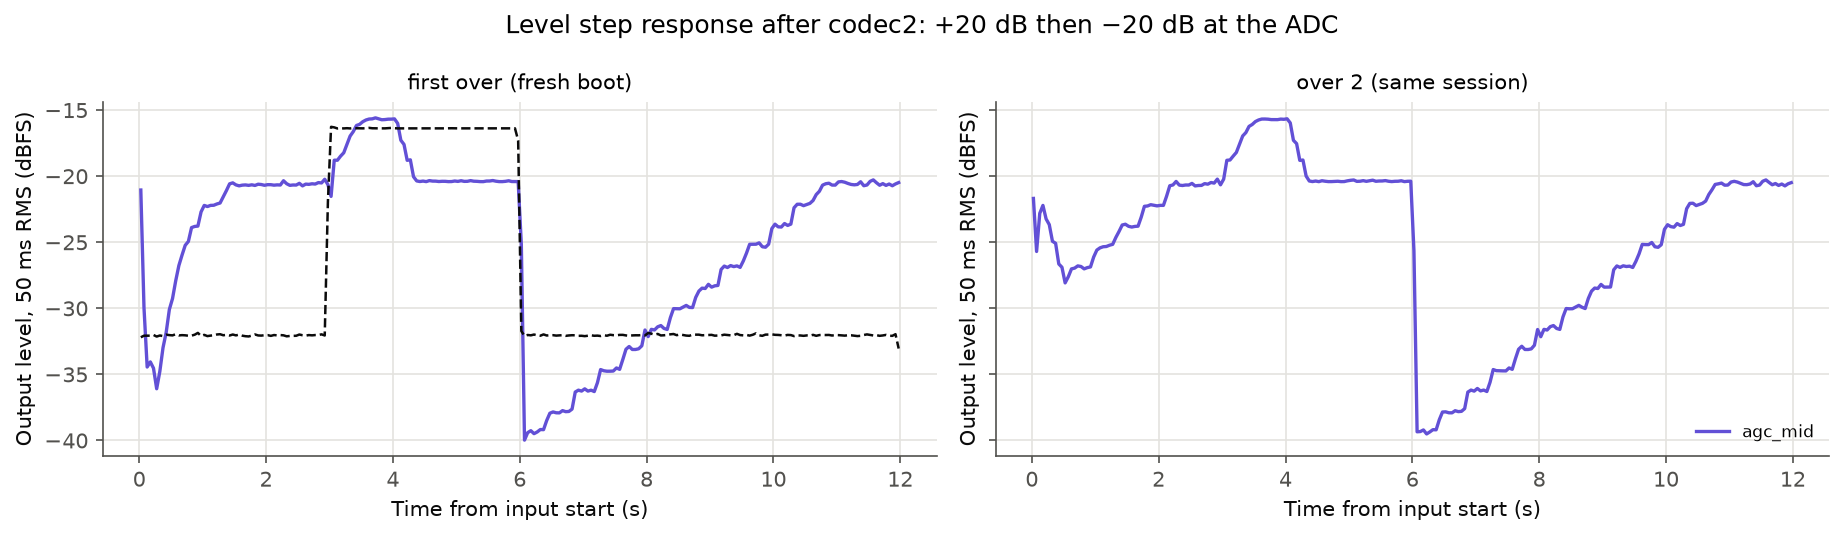 Level step response after codec2: +20 dB then −20 dB at the ADC
first over (fresh boot)
over 2 (same session)
Output level, 50 ms RMS (dBFS)
−15
−20
−25
−30
−35
−40
0 2 4 6 8 10 12
Time from input start (s)
Output level, 50 ms RMS (dBFS)
agc_mid
0 2 4 6 8 10 12
Time from input start (s)